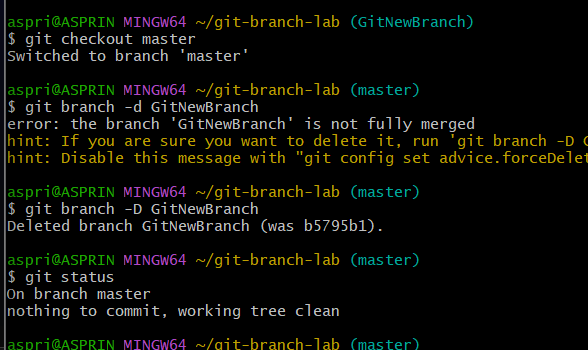 aspri@ASPRIN MINGW64 ~/git-branch-lab (GitNewBranch)
$ git checkout master
Switched to branch 'master'
aspri@ASPRIN MINGW64 ~/git-branch-lab (master)
$ git branch -d GitNewBranch
error: the branch 'GitNewBranch' is not fully merged
hint: If you are sure you want to delete it, run 'git branch -D G
hint: Disable this message with "git config set advice.forceDelet
aspri@ASPRIN MINGW64 ~/git-branch-lab (master)
$ git branch -D GitNewBranch
Deleted branch GitNewBranch (was b5795b1).
aspri@ASPRIN MINGW64 ~/git-branch-lab (master)
$ git status
On branch master
nothing to commit, working tree clean
aspri@ASPRIN MINGW64 ~/git-branch-lab (master)